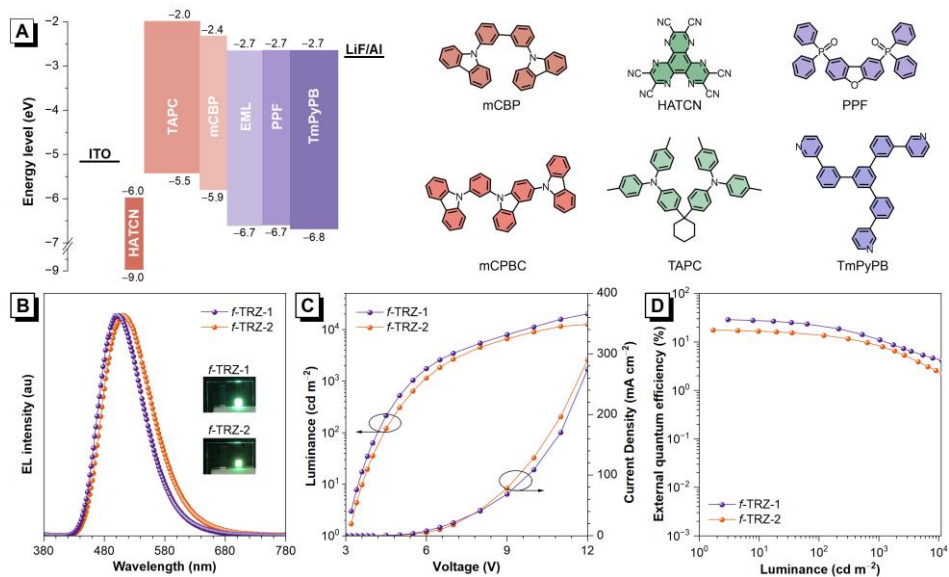 A
Energy level (eV)
−2
−3
−4
−5
−6
−7
−9
ITO
−6.0
HATCN
−9.0
−2.0
TAPC
−5.5
−2.4
mCBP
−5.9
−2.7
EML
−6.7
−2.7
PPF
−6.7
−2.7
TmPyPB
−6.8
LiF/Al
N
N
mCBP
NC CN
N N
NC N N CN
N N
NC CN
HATCN
P O
O P
O
PPF
N
N
N
mCPBC
N N
TAPC
N
N
N
TmPyPB
B
f-TRZ-1
f-TRZ-2
f-TRZ-1
f-TRZ-2
EL intensity (au)
380 480 580 680 780
Wavelength (nm)
C
f-TRZ-1
f-TRZ-2
Luminance (cd m⁻²)
10⁴
10³
10²
10¹
10⁰
3 6 9 12
Voltage (V)
400
300
200
100
0
Current Density (mA cm⁻²)
D
External quantum efficiency (%)
10²
10¹
10⁰
10⁻¹
10⁻²
10⁻³
f-TRZ-1
f-TRZ-2
10⁰ 10¹ 10² 10³ 10⁴
Luminance (cd m⁻²)